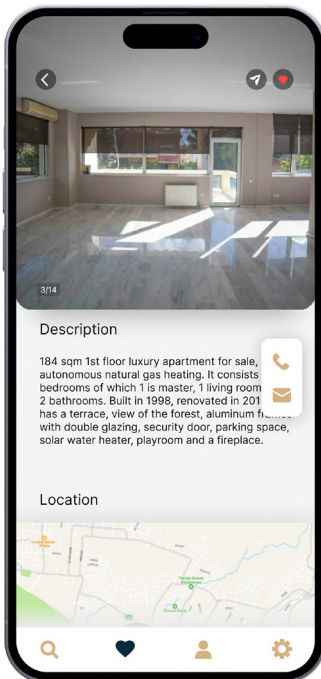 3/14
Description
184 sqm 1st floor luxury apartment for sale,
autonomous natural gas heating. It consists
bedrooms of which 1 is master, 1 living room
2 bathrooms. Built in 1998, renovated in 201
has a terrace, view of the forest, aluminum frames
with double glazing, security door, parking space,
solar water heater, playroom and a fireplace.
Location